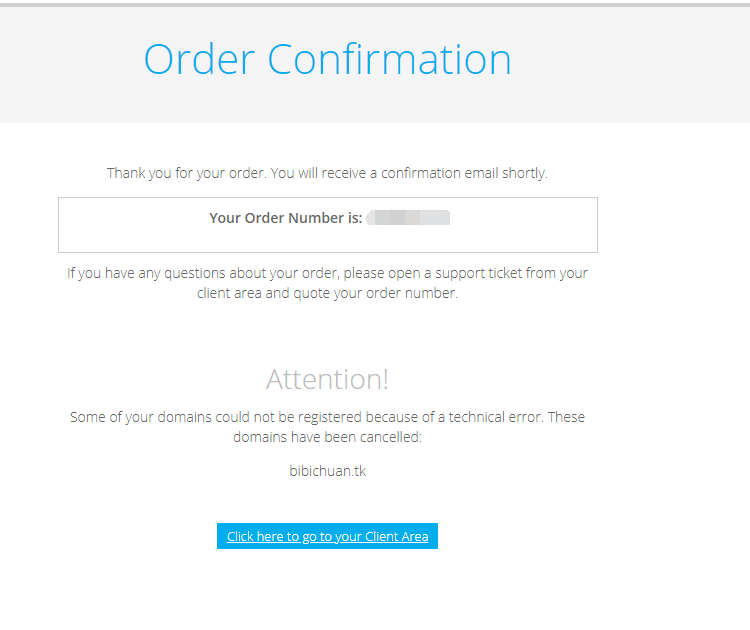 Order Confirmation
Thank you for your order. You will receive a confirmation email shortly.
Your Order Number is:
If you have any questions about your order, please open a support ticket from your
client area and quote your order number.
Attention!
Some of your domains could not be registered because of a technical error. These
domains have been cancelled:
bibichuan.tk
Click here to go to your Client Area